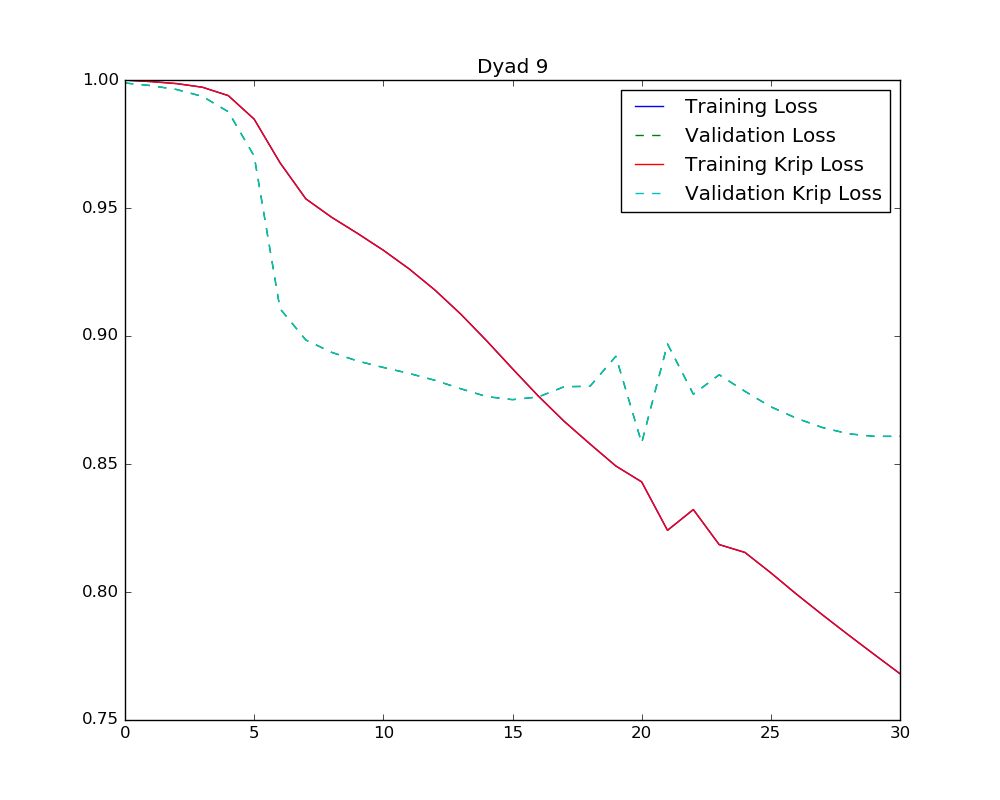 Dyad 9
1.00
0.95
0.90
0.85
0.80
0.75
0 5 10 15 20 25 30
Training Loss
Validation Loss
Training Krip Loss
Validation Krip Loss